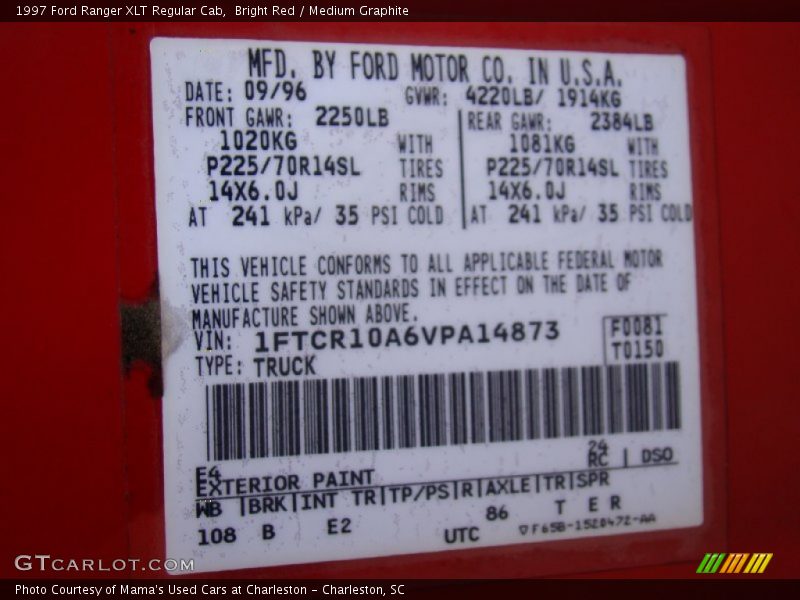 1997 Ford Ranger XLT Regular Cab,  Bright Red / Medium Graphite
MFD. BY FORD MOTOR CO. IN U.S.A.
DATE: 09/96 GVWR: 4220LB/ 1914KG
FRONT GAWR: 2250LB REAR GAWR: 2384LB
1020KG WITH 1081KG WITH
P225/70R14SL TIRES P225/70R14SL TIRES
14X6.0J RIMS 14X6.0J RIMS
AT 241 kPa/ 35 PSI COLD AT 241 kPa/ 35 PSI COLD
THIS VEHICLE CONFORMS TO ALL APPLICABLE FEDERAL MOTOR
VEHICLE SAFETY STANDARDS IN EFFECT ON THE DATE OF
MANUFACTURE SHOWN ABOVE.
VIN: 1FTCR10A6VPA14873 F0081
TYPE: TRUCK T0150
E4 24
EXTERIOR PAINT RC | DSO
WB |BRK|INT TR|TP/PS|R|AXLE|TR|SPR
108 B E2 86 T E R
UTC ▽F65B-1520472-AA
GTCARLOT.COM
Photo Courtesy of Mama's Used Cars at Charleston - Charleston, SC